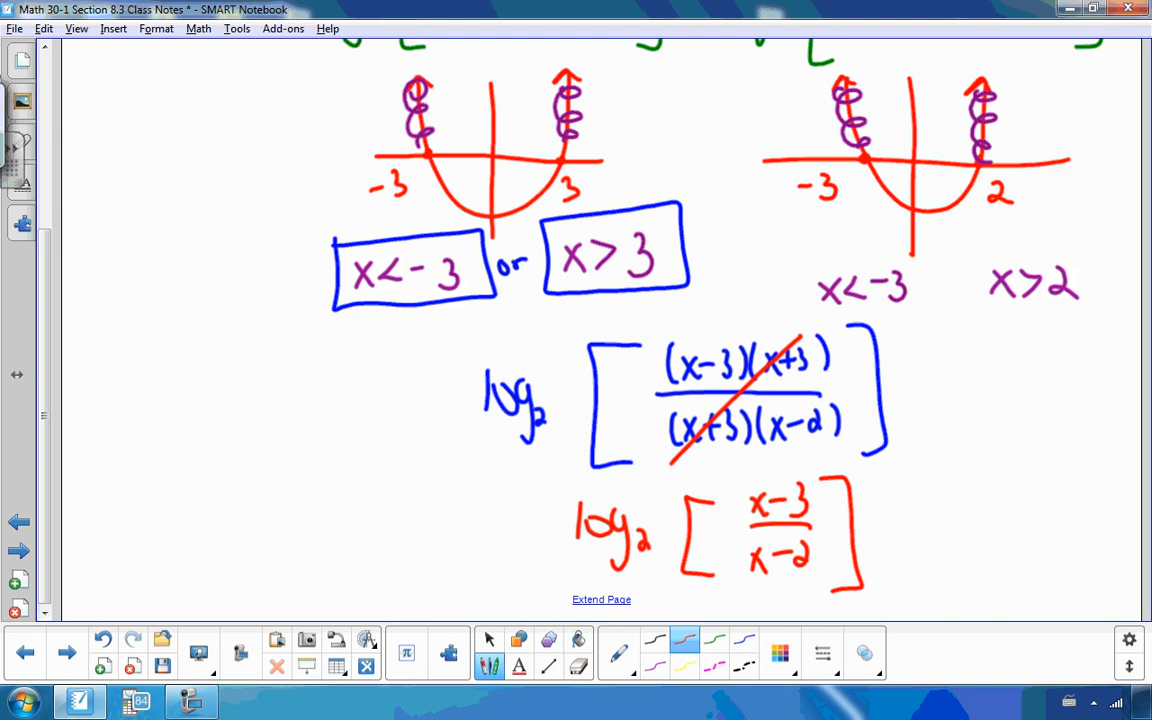 Math 30-1 Section 8.3 Class Notes * - SMART Notebook
File Edit View Insert Format Math Tools Add-ons Help
-3 3 -3 2
x<-3 or x>3 x<-3 x>2
log₂ [ (x-3)(x+3)
(x+3)(x-2) ]
log₂ [ x-3
x-2 ]
Extend Page
π
A
84